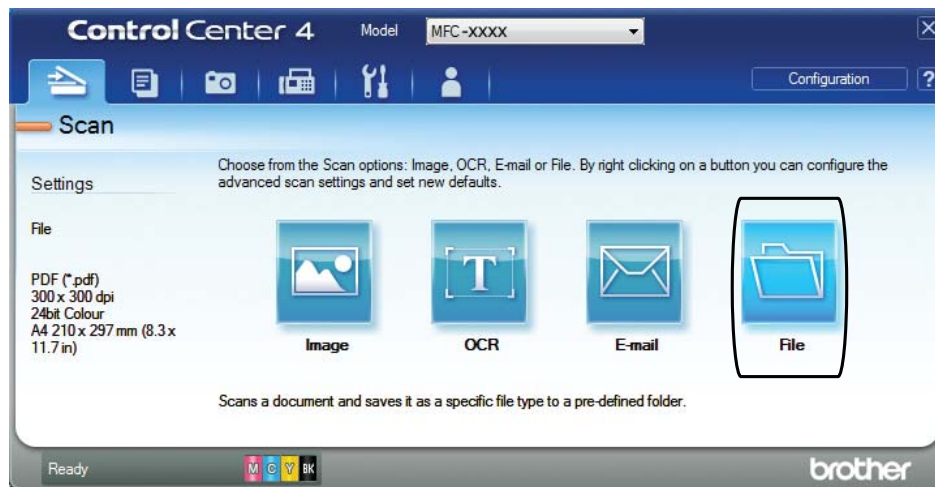 Control Center 4 Model MFC-XXXX
Configuration ?
Scan
Choose from the Scan options: Image, OCR, E-mail or File. By right clicking on a button you can configure the
advanced scan settings and set new defaults.
Settings
File
PDF (*.pdf)
300 x 300 dpi
24bit Colour
A4 210 x 297 mm (8.3 x
11.7 in)
T
Image OCR E-mail File
Scans a document and saves it as a specific file type to a pre-defined folder.
Ready M C Y BK brother